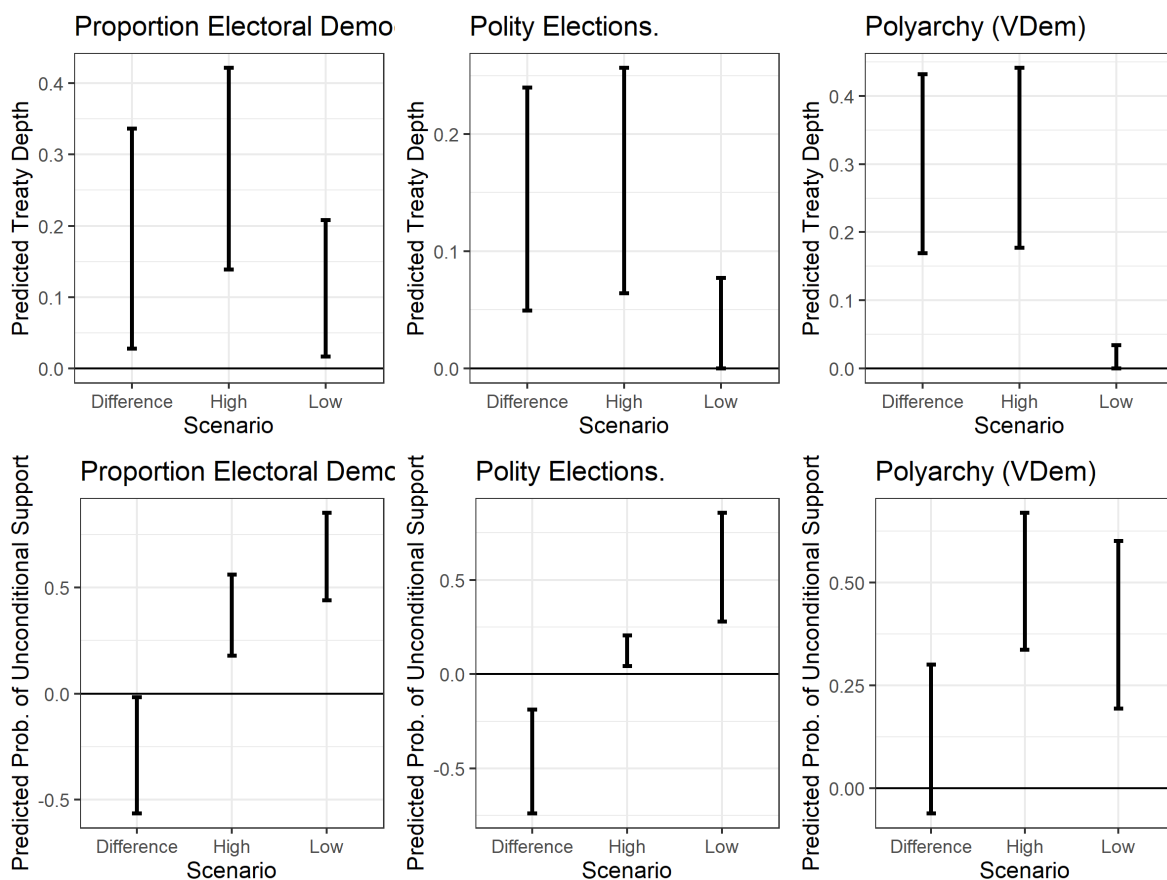 Proportion Electoral Demo
Polity Elections.
Polyarchy (VDem)
Predicted Treaty Depth
0.4
0.3
0.2
0.1
0.0
Difference High Low
Scenario
Predicted Treaty Depth
0.2
0.1
0.0
Difference High Low
Scenario
Predicted Treaty Depth
0.4
0.3
0.2
0.1
0.0
Difference High Low
Scenario
Proportion Electoral Demo
Polity Elections.
Polyarchy (VDem)
Predicted Prob. of Unconditional Support
0.5
0.0
-0.5
Difference High Low
Scenario
Predicted Prob. of Unconditional Support
0.5
0.0
-0.5
Difference High Low
Scenario
Predicted Prob. of Unconditional Support
0.50
0.25
0.00
Difference High Low
Scenario